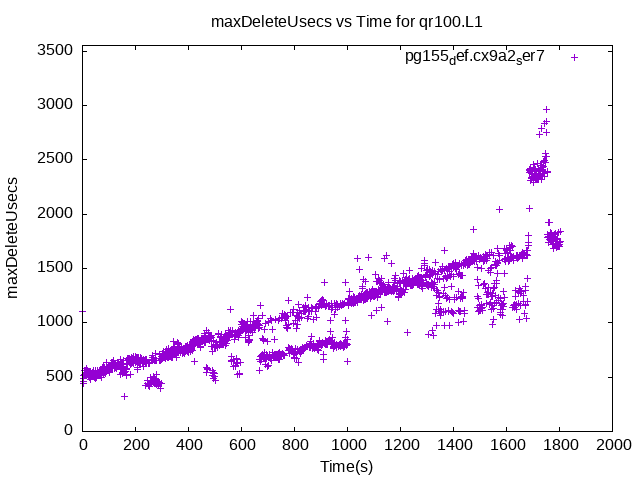 maxDeleteUsecs vs Time for qr100.L1
pg155def.cx9a2ser7
3500
3000
2500
2000
1500
1000
500
0
maxDeleteUsecs
0 200 400 600 800 1000 1200 1400 1600 1800 2000
Time(s)